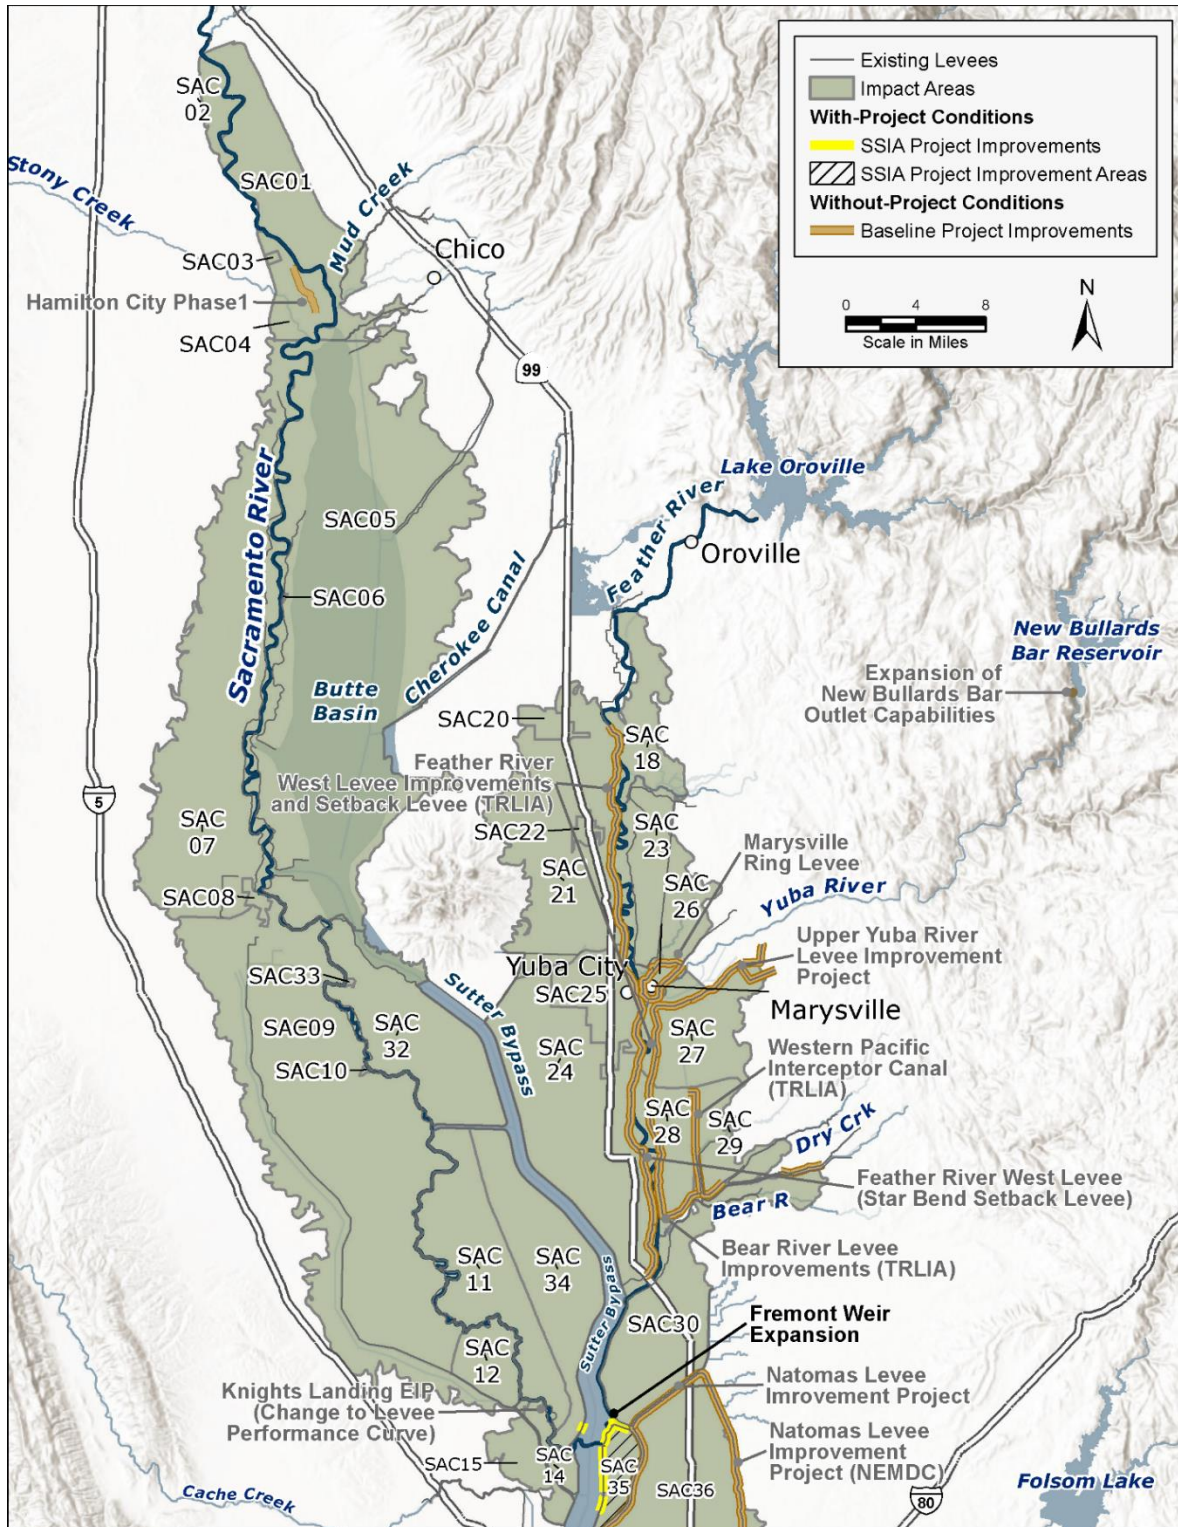 SAC
02
Stony Creek
SAC01
Mud Creek
Chico
SAC03
Hamilton City Phase1
SAC04
99
Existing Levees
Impact Areas
With-Project Conditions
SSIA Project Improvements
SSIA Project Improvement Areas
Without-Project Conditions
Baseline Project Improvements
N
0 4 8
Scale in Miles
Sacramento River
SAC05
SAC06
Butte
Basin
Cherokee Canal
Feather River
Lake Oroville
Oroville
New Bullards
Bar Reservoir
Expansion of
New Bullards Bar
Outlet Capabilities
SAC20
SAC
18
Feather River
West Levee Improvements
and Setback Levee (TRLIA)
5
SAC
07
SAC22
SAC
23
SAC
21
SAC
26
Marysville
Ring Levee
Yuba River
SAC08
Upper Yuba River
Levee Improvement
Project
Yuba City
SAC25
Marysville
SAC33
SAC09
SAC
32
SAC10
Sutter Bypass
SAC
24
SAC
27
Western Pacific
Interceptor Canal
(TRLIA)
SAC
28
SAC
29
Dry Crk
Feather River West Levee
(Star Bend Setback Levee)
Bear R
Bear River Levee
Improvements (TRLIA)
SAC
11
SAC
34
Sutter Bypass
SAC30
Fremont Weir
Expansion
SAC
12
Knights Landing EIP
(Change to Levee
Performance Curve)
Natomas Levee
Imrovement Project
Natomas Levee
Improvement
Project (NEMDC)
SAC15
SAC
14
SAC
35
SAC36
Cache Creek
80
Folsom Lake